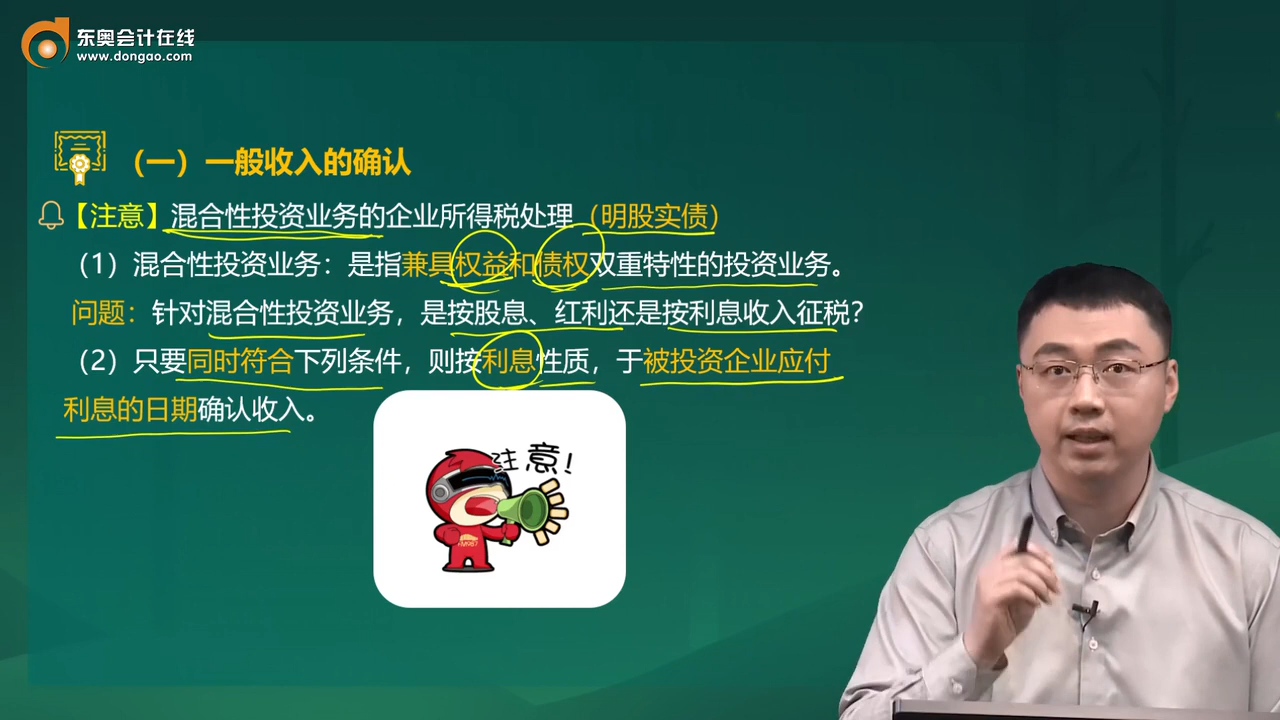 东奥会计在线
www.dongao.com
（一）一般收入的确认
【注意】混合性投资业务的企业所得税处理（明股实债）
（1）混合性投资业务：是指兼具权益和债权双重特性的投资业务。
问题：针对混合性投资业务，是按股息、红利还是按利息收入征税？
（2）只要同时符合下列条件，则按利息性质，于被投资企业应付
利息的日期确认收入。
注意！